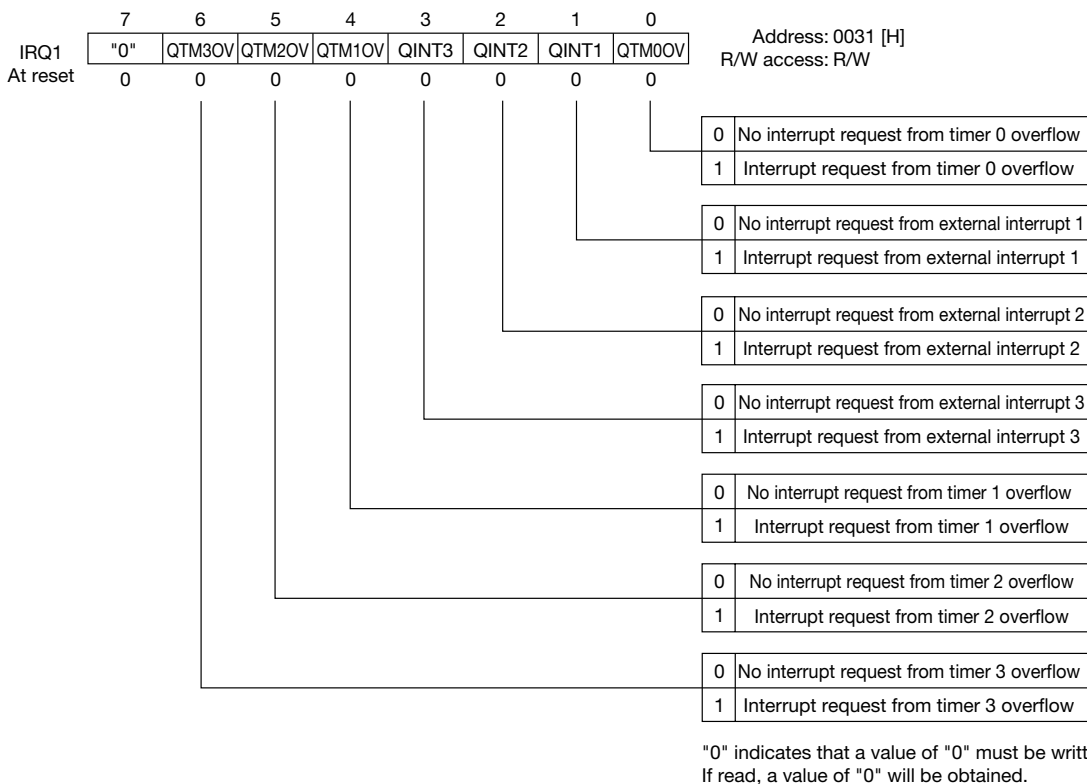 7 6 5 4 3 2 1 0
IRQ1 "0" QTM3OV QTM2OV QTM1OV QINT3 QINT2 QINT1 QTM0OV
At reset 0 0 0 0 0 0 0 0
Address: 0031 [H]
R/W access: R/W
0 No interrupt request from timer 0 overflow
1 Interrupt request from timer 0 overflow
0 No interrupt request from external interrupt 1
1 Interrupt request from external interrupt 1
0 No interrupt request from external interrupt 2
1 Interrupt request from external interrupt 2
0 No interrupt request from external interrupt 3
1 Interrupt request from external interrupt 3
0 No interrupt request from timer 1 overflow
1 Interrupt request from timer 1 overflow
0 No interrupt request from timer 2 overflow
1 Interrupt request from timer 2 overflow
0 No interrupt request from timer 3 overflow
1 Interrupt request from timer 3 overflow
"0" indicates that a value of "0" must be
If read, a value of "0" will be obtained.